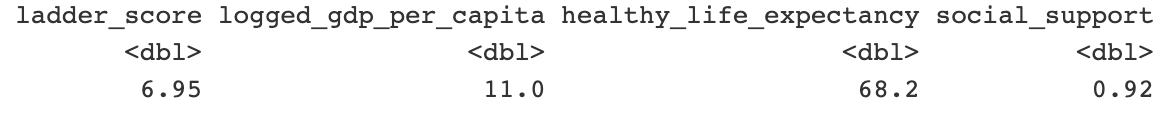 ladder_score logged_gdp_per_capita healthy_life_expectancy social_support
<dbl> <dbl> <dbl> <dbl>
6.95 11.0 68.2 0.92